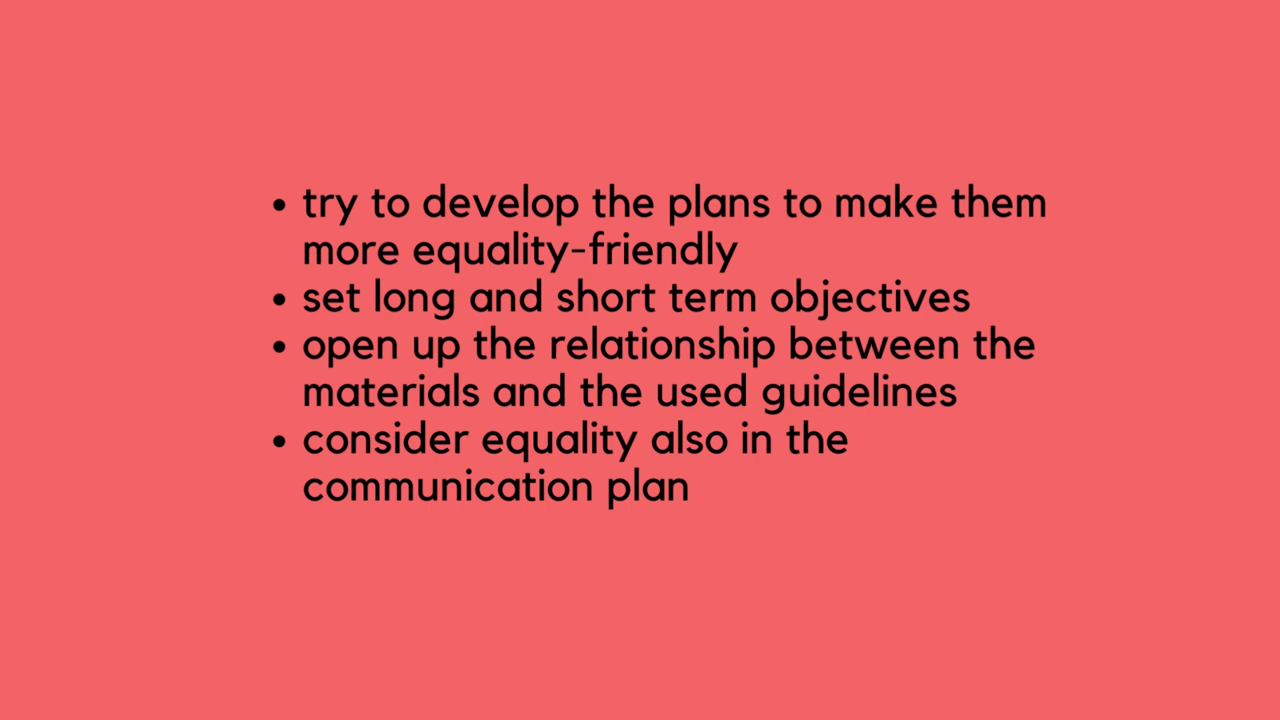 • try to develop the plans to make them
more equality-friendly
• set long and short term objectives
• open up the relationship between the
materials and the used guidelines
• consider equality also in the
communication plan